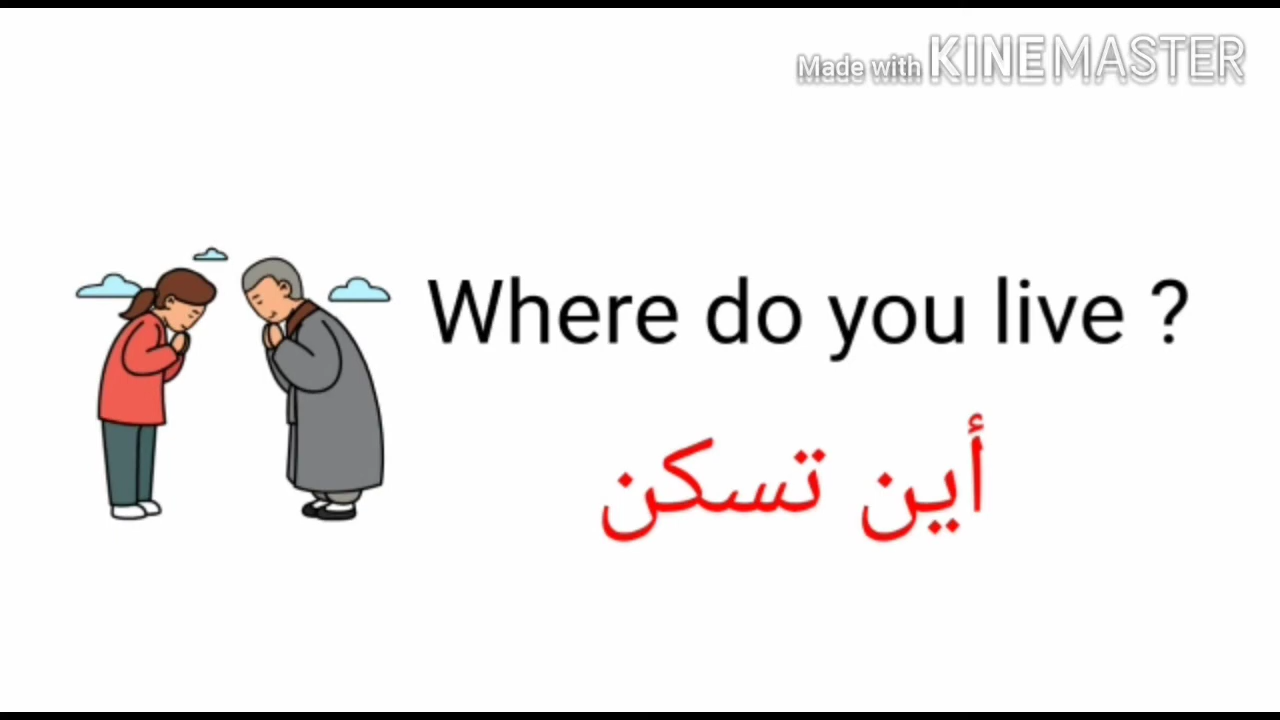 Made with KINEMASTER
Where do you live ?
أين تسكن